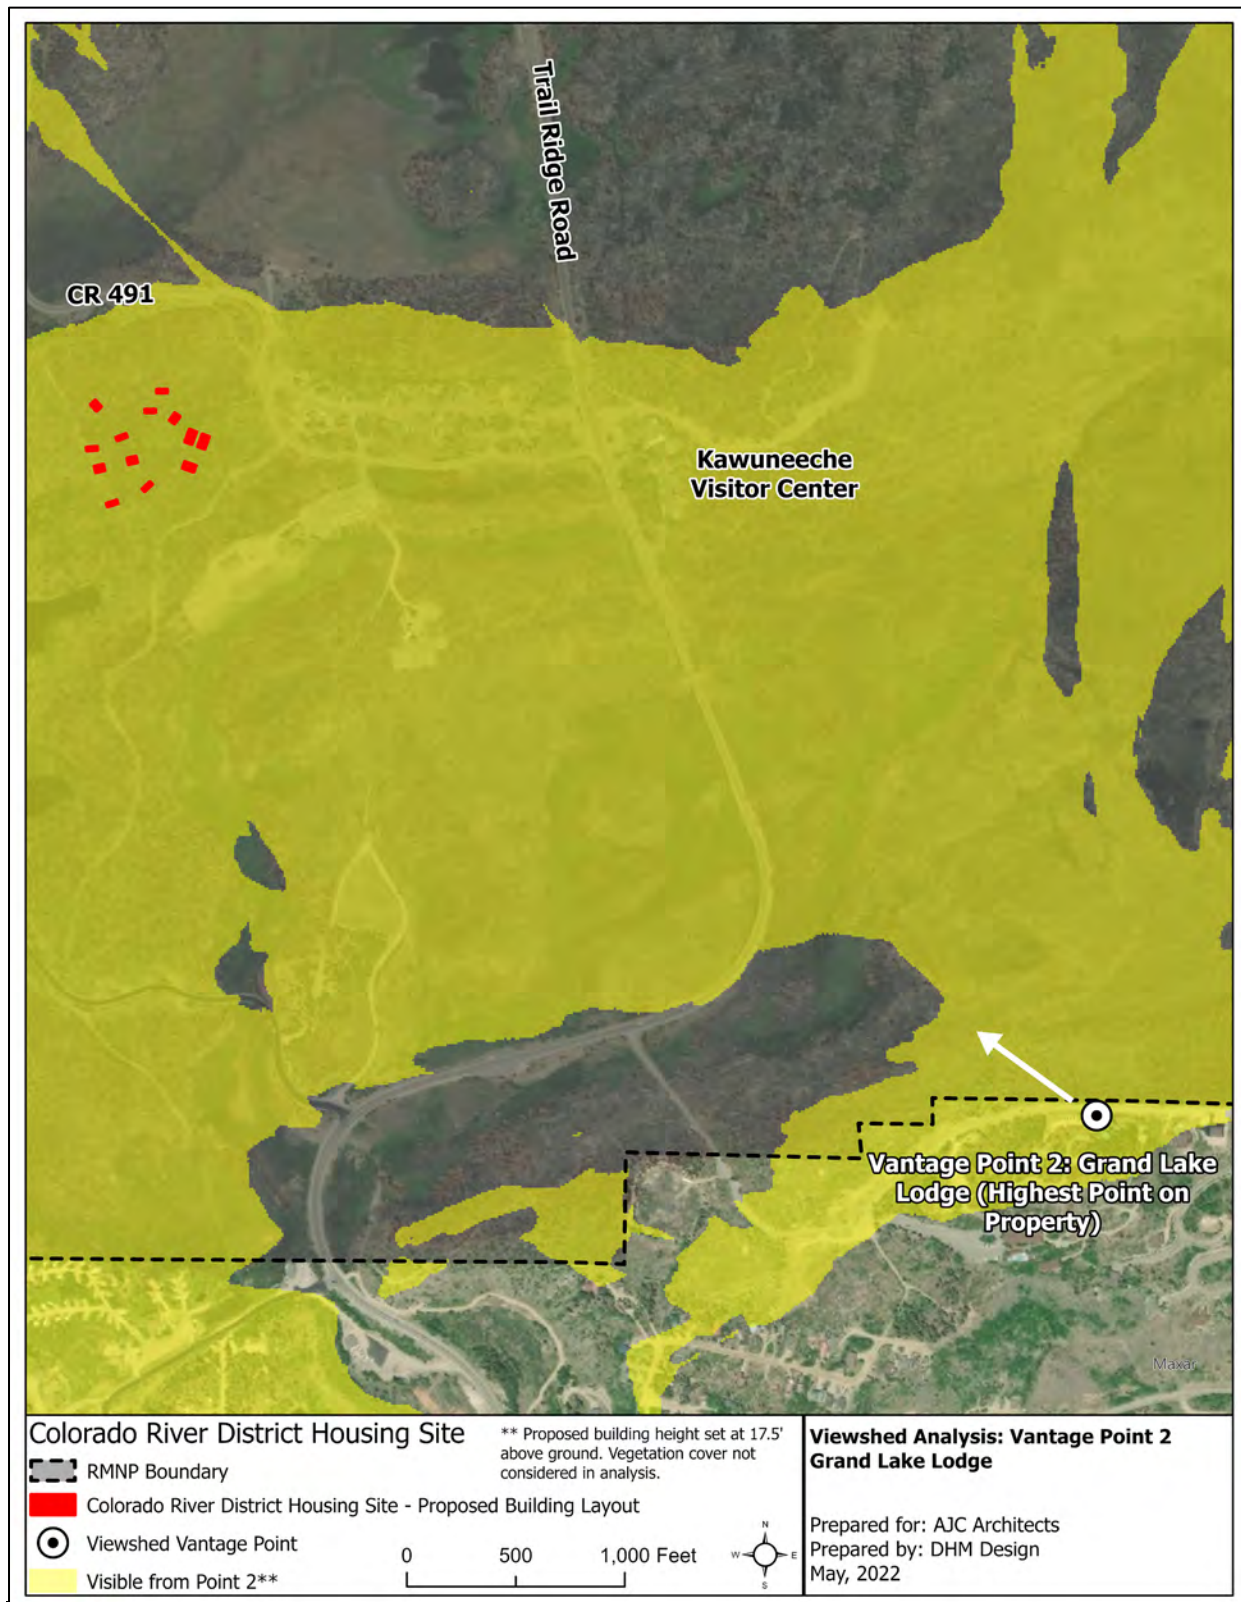 Trail Ridge Road
CR 491
Kawuneeche
Visitor Center
Vantage Point 2: Grand Lake
Lodge (Highest Point on
Property)
Maxar
Colorado River District Housing Site
** Proposed building height set at 17.5'
above ground. Vegetation cover not
considered in analysis.
RMNP Boundary
Colorado River District Housing Site - Proposed Building Layout
Viewshed Vantage Point
Visible from Point 2**
0 500 1,000 Feet
N
W E
S
Viewshed Analysis: Vantage Point 2
Grand Lake Lodge
Prepared for: AJC Architects
Prepared by: DHM Design
May, 2022